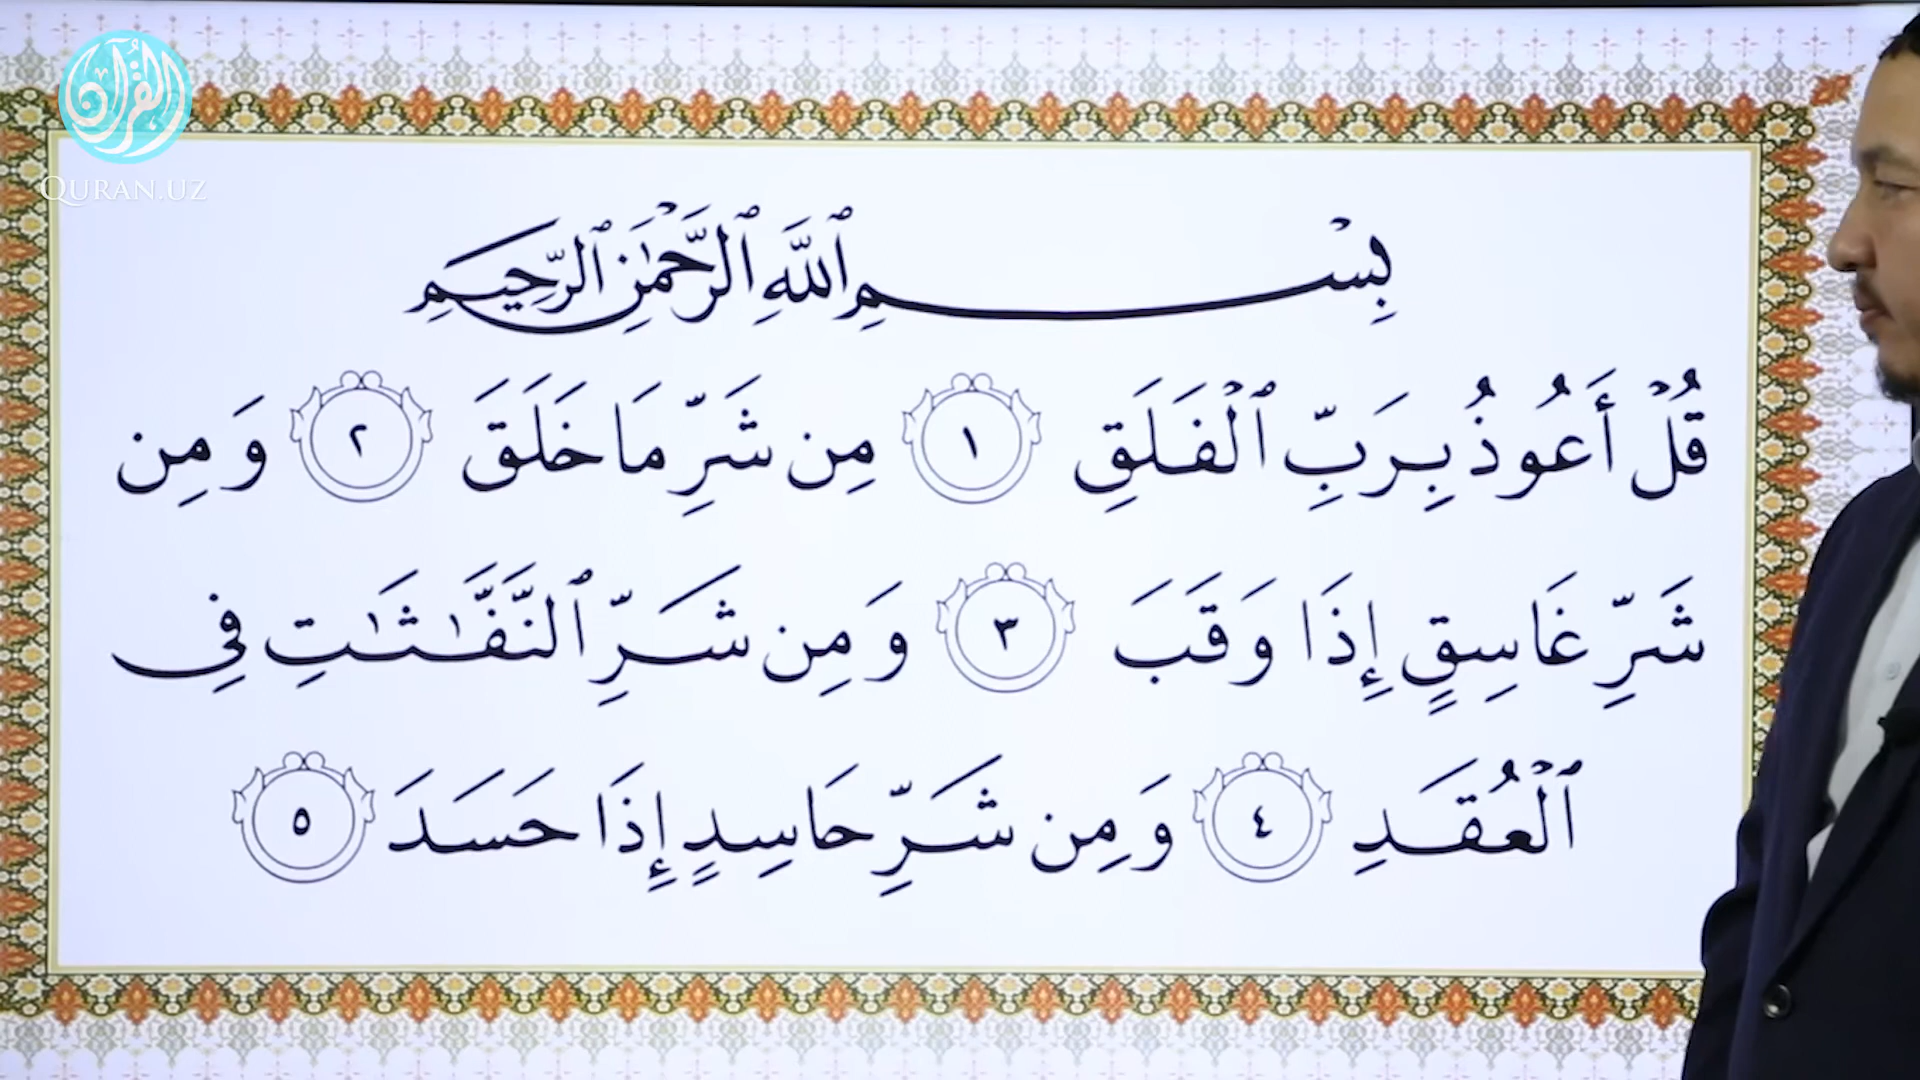 القرآن
QURAN.UZ
بِسْمِ ٱللَّهِ ٱلرَّحْمَٰنِ ٱلرَّحِيمِ
قُلْ أَعُوذُ بِرَبِّ ٱلْفَلَقِ ١ مِن شَرِّ مَا خَلَقَ ٢ وَمِن
شَرِّ غَاسِقٍ إِذَا وَقَبَ ٣ وَمِن شَرِّ ٱلنَّفَّٰثَٰتِ فِى
ٱلْعُقَدِ ٤ وَمِن شَرِّ حَاسِدٍ إِذَا حَسَدَ ٥